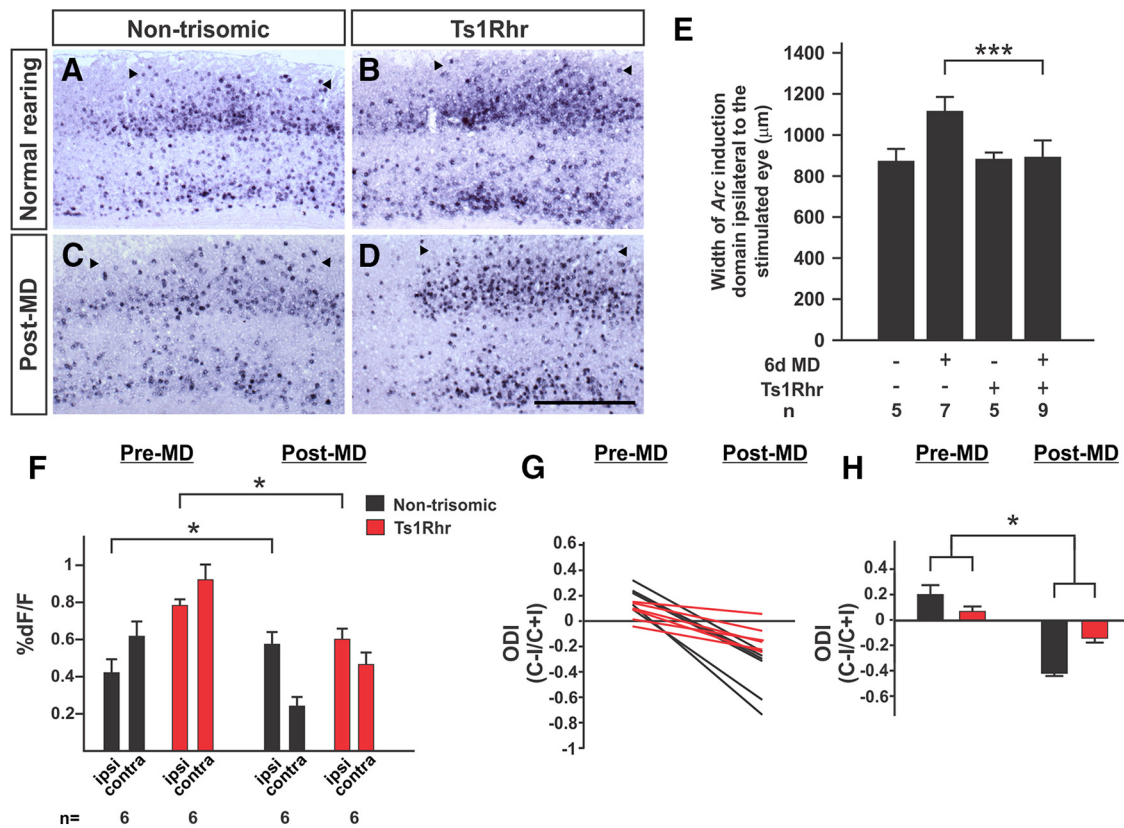 Non-trisomic
Ts1Rhr
Normal rearing
Post-MD
A
B
C
D
E
Width of Arc induction
domain ipsilateral to the
stimulated eye (μm)
1400
1200
1000
800
600
400
200
0
***
6d MD - + - +
Ts1Rhr - - + +
n 5 7 5 9
F
Pre-MD
Post-MD
*
*
Non-trisomic
Ts1Rhr
%dF/F
1
0.8
0.6
0.4
0.2
ipsi
contra
ipsi
contra
ipsi
contra
ipsi
contra
n= 6 6 6 6
G
Pre-MD
Post-MD
ODI
(C-I/C+I)
0.6
0.4
0.2
0
-0.2
-0.4
-0.6
-0.8
-1
H
Pre-MD
Post-MD
*
ODI
(C-I/C+I)
0.4
0.2
0
-0.2
-0.4
-0.6